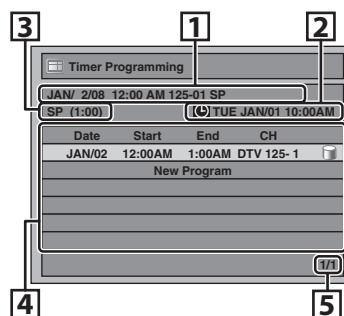 3 1 2
Timer Programming
JAN/ 2/08 12:00 AM 125-01 SP
SP (1:00) TUE JAN/01 10:00AM
Date Start End CH
JAN/02 12:00AM 1:00AM DTV 125- 1
New Program
1/1
4 5